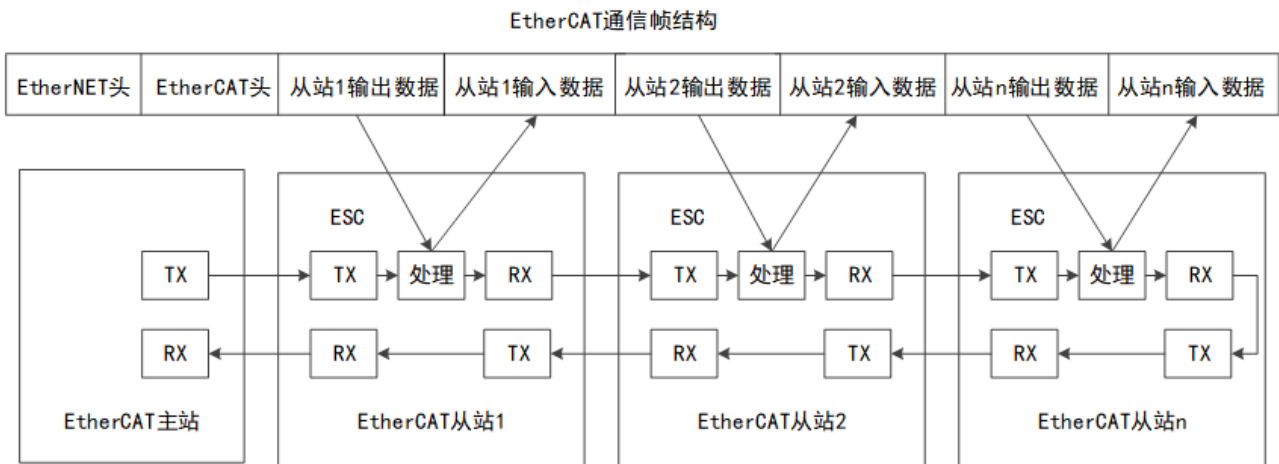 EtherCAT通信帧结构
EtherNET头 EtherCAT头 从站1输出数据 从站1输入数据 从站2输出数据 从站2输入数据 从站n输出数据 从站n输入数据
ESC ESC ESC
TX TX 处理 RX TX 处理 RX TX 处理 RX
RX RX TX RX TX RX TX
EtherCAT主站 EtherCAT从站1 EtherCAT从站2 EtherCAT从站n